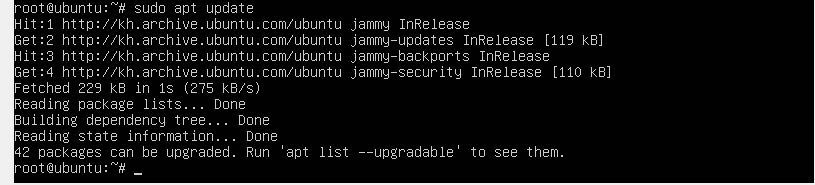 root@ubuntu:~# sudo apt update
Hit:1 http://kh.archive.ubuntu.com/ubuntu jammy InRelease
Get:2 http://kh.archive.ubuntu.com/ubuntu jammy-updates InRelease [119 kB]
Hit:3 http://kh.archive.ubuntu.com/ubuntu jammy-backports InRelease
Get:4 http://kh.archive.ubuntu.com/ubuntu jammy-security InRelease [110 kB]
Fetched 229 kB in 1s (275 kB/s)
Reading package lists... Done
Building dependency tree... Done
Reading state information... Done
42 packages can be upgraded. Run 'apt list --upgradable' to see them.
root@ubuntu:~# _